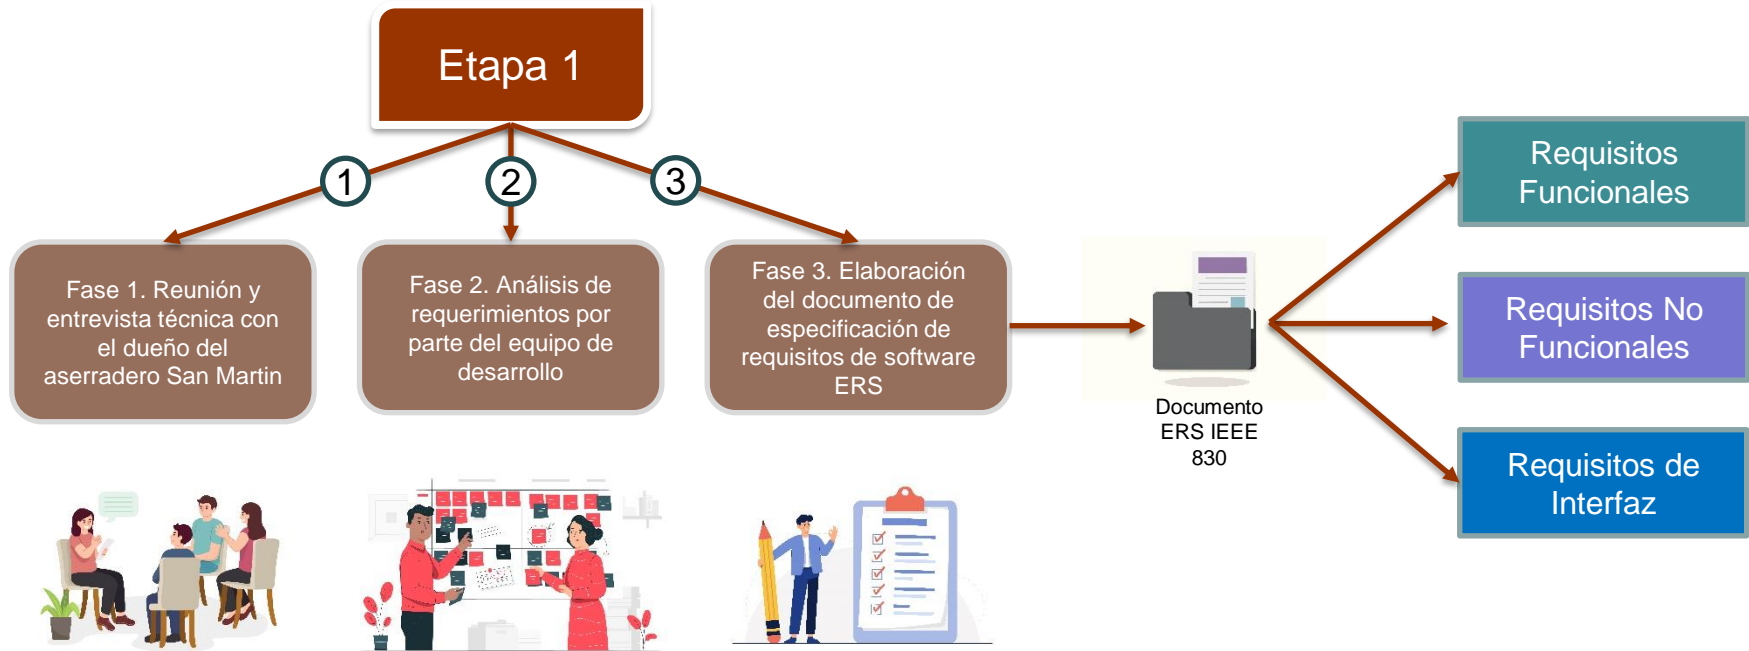 Etapa 1
1
2
3
Fase 1. Reunión y
entrevista técnica con
el dueño del
aserradero San Martin
Fase 2. Análisis de
requerimientos por
parte del equipo de
desarrollo
Fase 3. Elaboración
del documento de
especificación de
requisitos de software
ERS
Documento
ERS IEEE
830
Requisitos
Funcionales
Requisitos No
Funcionales
Requisitos de
Interfaz